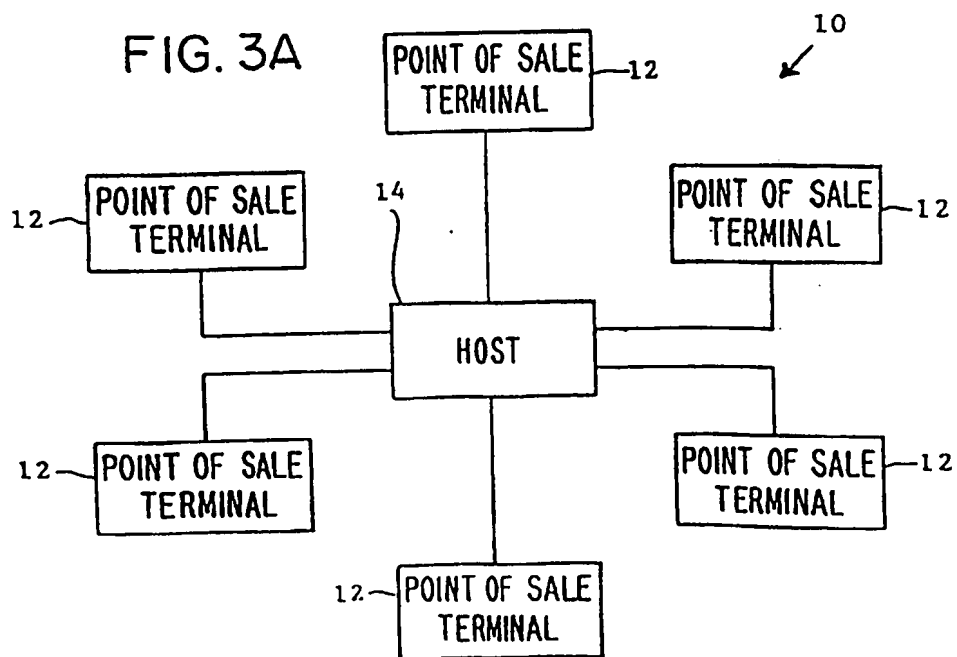 FIG. 3A
10
POINT OF SALE
TERMINAL
12
12
POINT OF SALE
TERMINAL
14
POINT OF SALE
TERMINAL
12
HOST
12
POINT OF SALE
TERMINAL
POINT OF SALE
TERMINAL
12
12
POINT OF SALE
TERMINAL